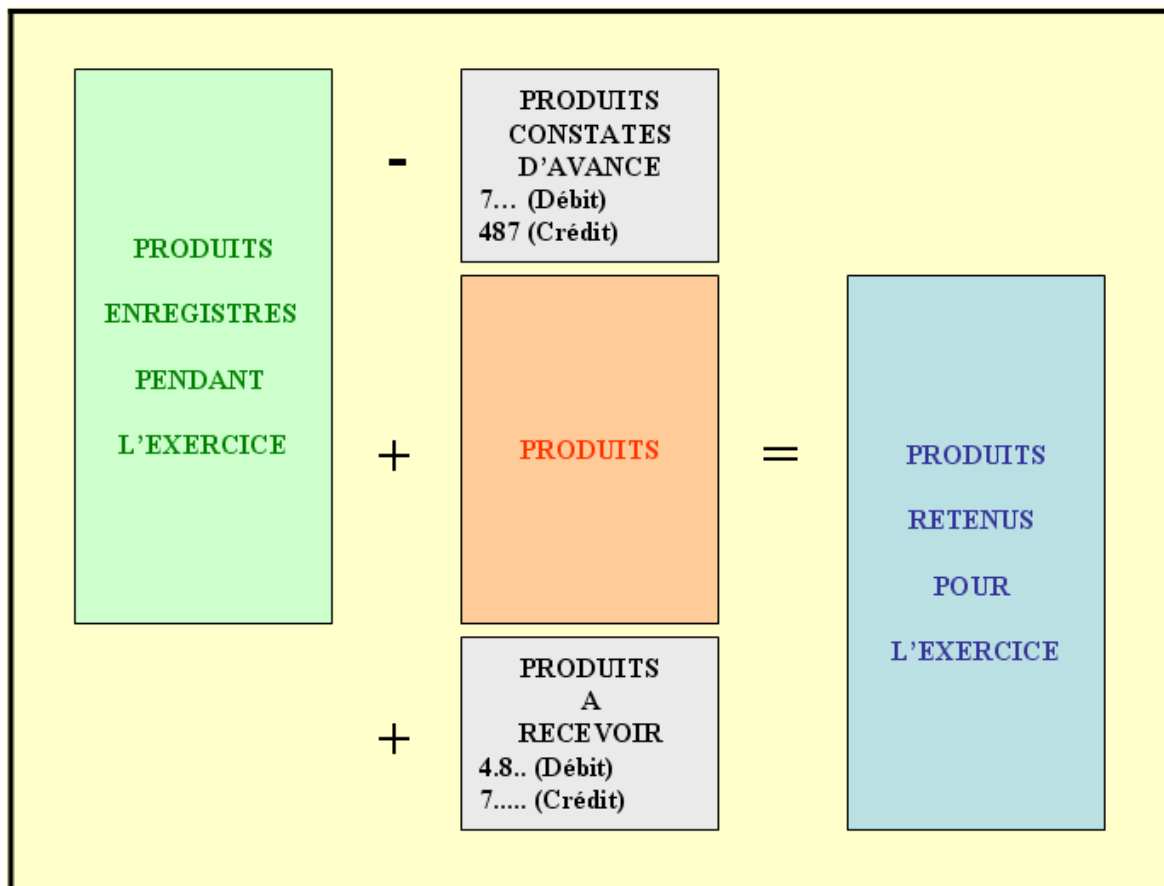 PRODUITS
ENREGISTRES
PENDANT
L'EXERCICE
-
PRODUITS
CONSTATES
D'AVANCE
7... (Débit)
487 (Crédit)
+
PRODUITS
=
PRODUITS
RETENUS
POUR
L'EXERCICE
+
PRODUITS
A
RECEVOIR
4.8.. (Débit)
7..... (Crédit)